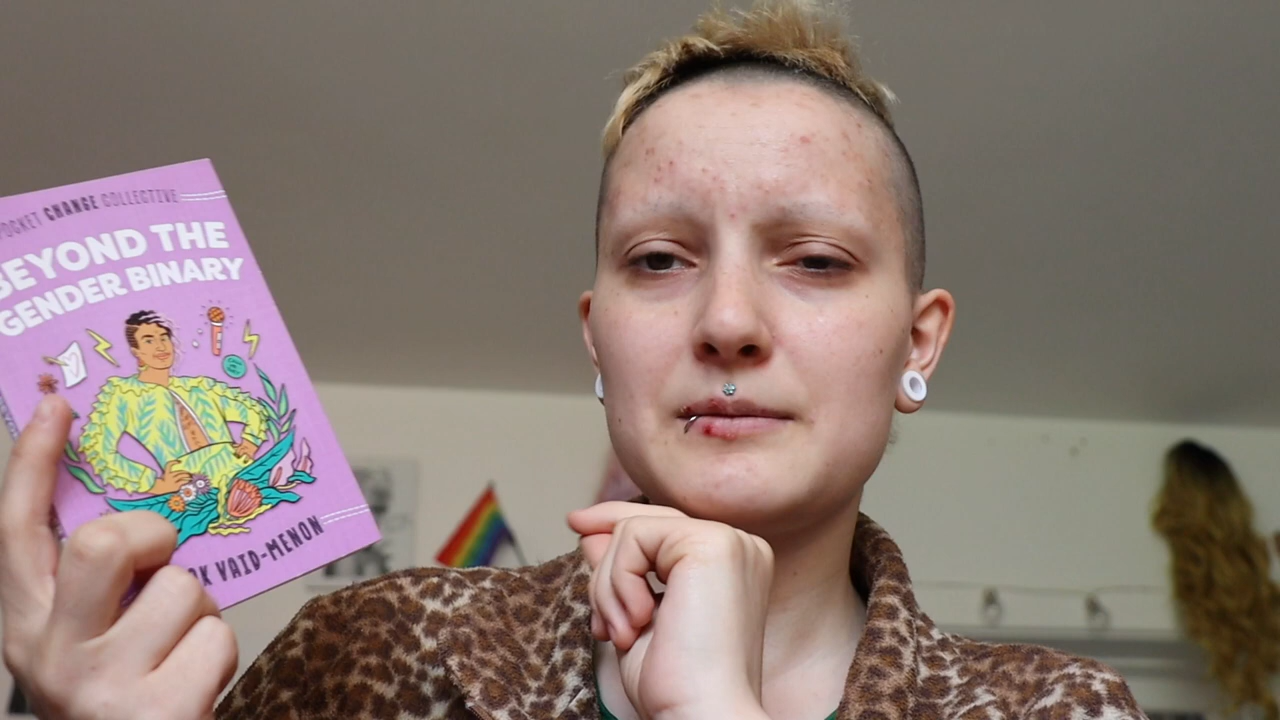 POCKET CHANGE COLLECTIVE
BEYOND THE
GENDER BINARY
VAID-MENON